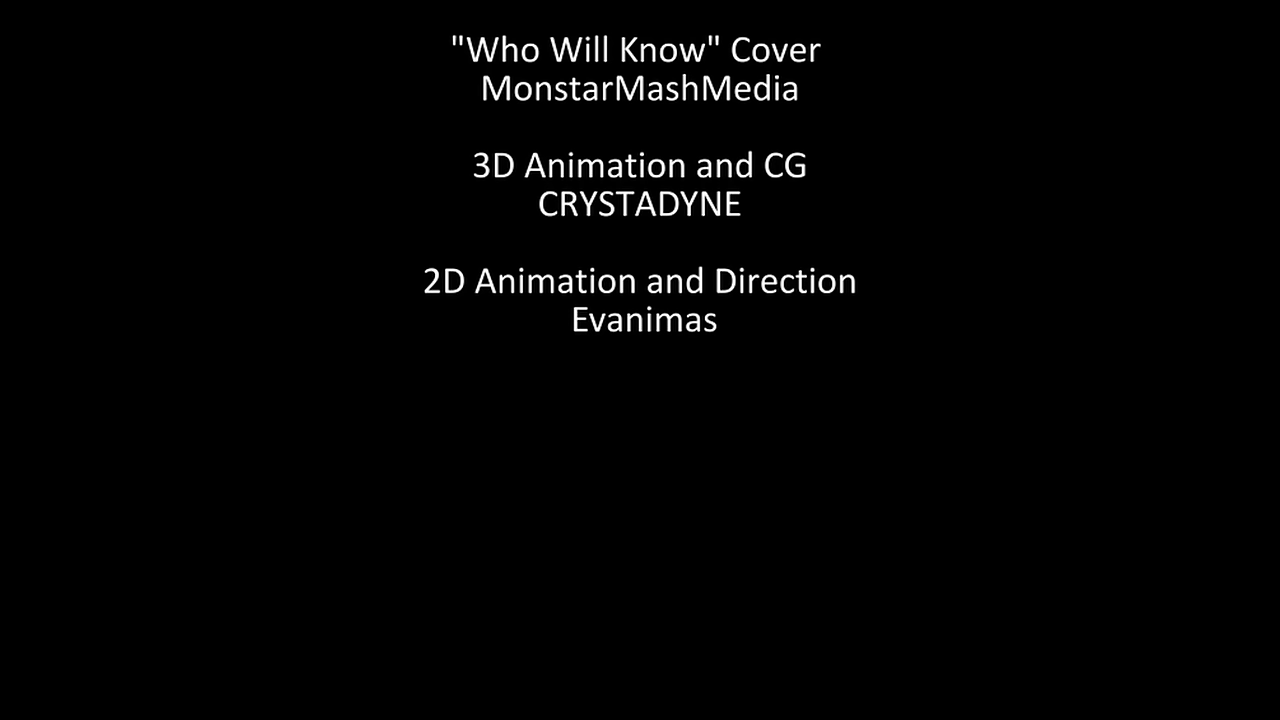 "Who Will Know" Cover
MonstarMashMedia
3D Animation and CG
CRYSTADYNE
2D Animation and Direction
Evanimas